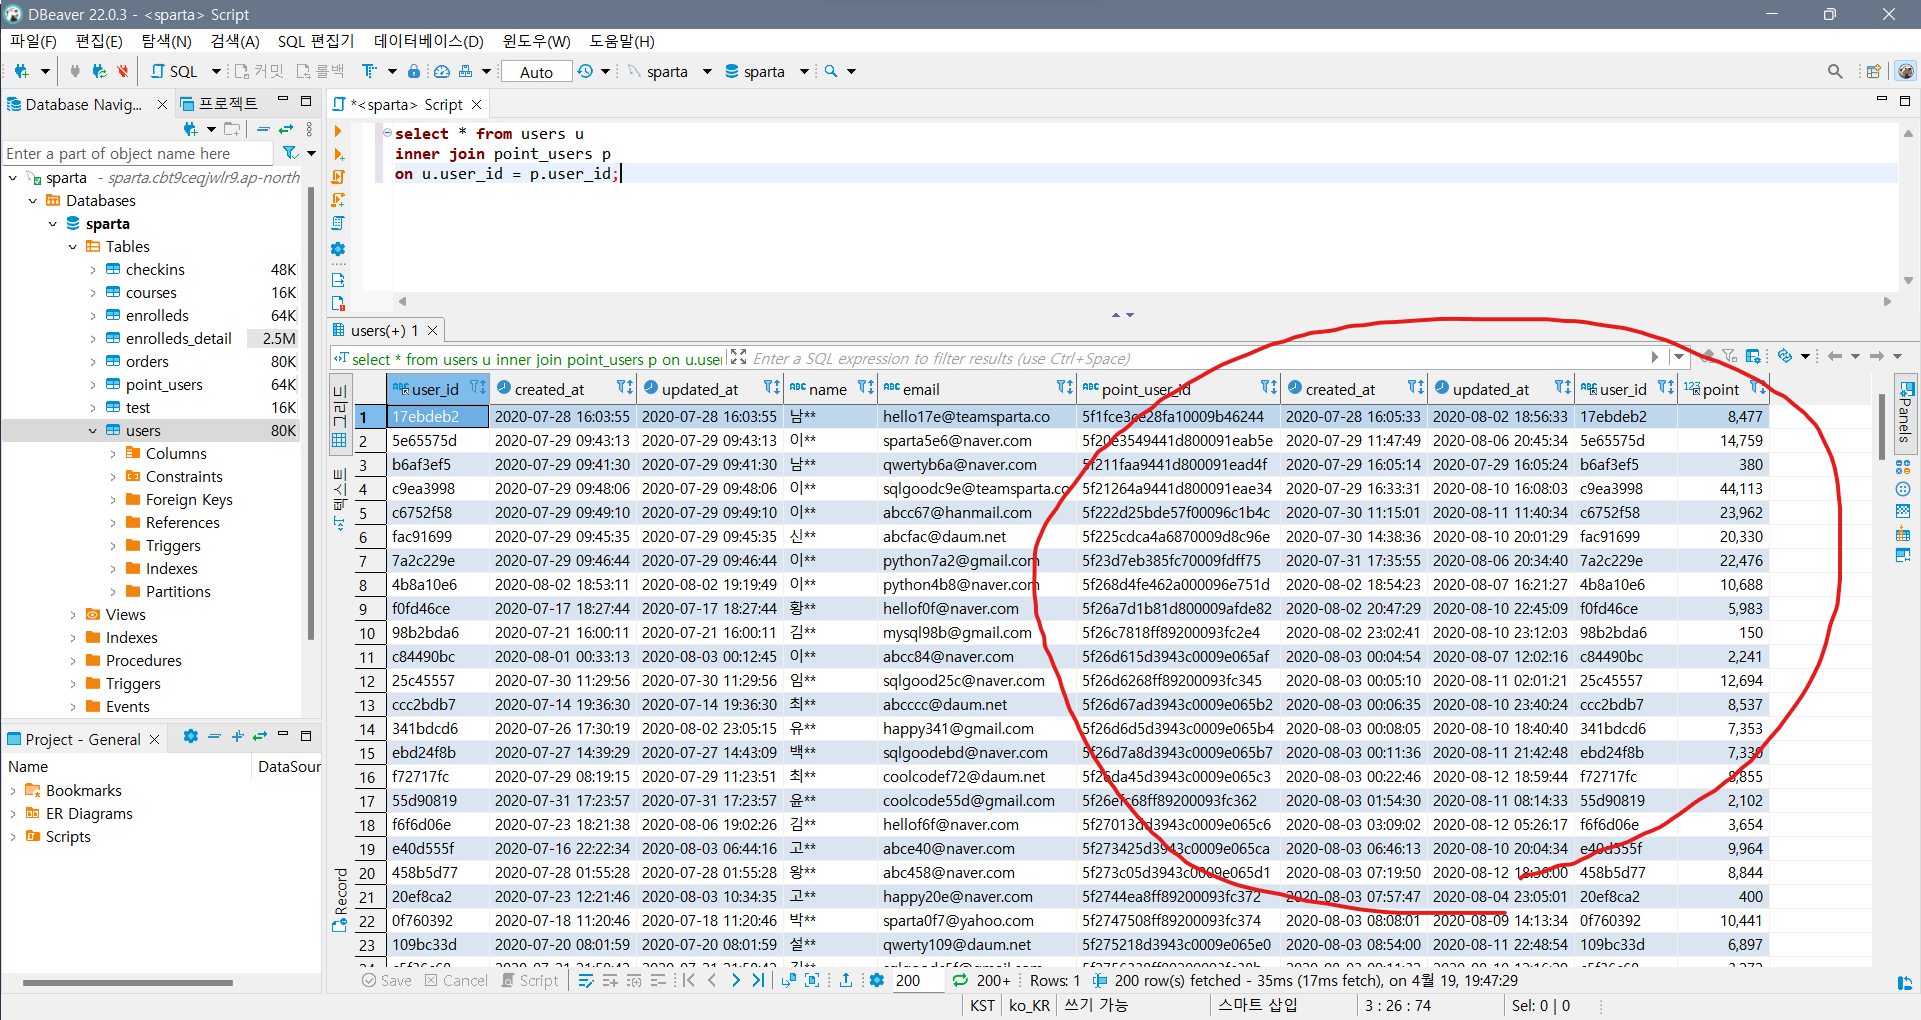 DBeaver 22.0.3 - <sparta> Script
파일(F) 편집(E) 탐색(N) 검색(A) SQL 편집기 데이터베이스(D) 윈도우(W) 도움말(H)
SQL 커밋 롤백 Auto sparta sparta
Database Navig... 프로젝트
Enter a part of object name here
sparta - sparta.cbt9ceqjwlr9.ap-north
Databases
sparta
Tables
checkins 48K
courses 16K
enrolleds 64K
enrolleds_detail 2.5M
orders 80K
point_users 64K
test 16K
users 80K
Columns
Constraints
Foreign Keys
References
Triggers
Indexes
Partitions
Views
Indexes
Procedures
Triggers
Events
Project - General
Name DataSour
Bookmarks
ER Diagrams
Scripts
*<sparta> Script
select * from users u
inner join point_users p
on u.user_id = p.user_id;
users(+) 1
select * from users u inner join point_users p on u.user Enter a SQL expression to filter results (use Ctrl+Space)
Record
Panels
user_id created_at updated_at name email point_user_id created_at updated_at user_id point
1 17ebdeb2 2020-07-28 16:03:55 2020-07-28 16:03:55 남** hello17e@teamsparta.co 5f1fce3ce28fa10009b46244 2020-07-28 16:05:33 2020-08-02 18:56:33 17ebdeb2 8,477
2 5e65575d 2020-07-29 09:43:13 2020-07-29 09:43:13 이** sparta5e6@naver.com 5f20e3549441d800091eab5e 2020-07-29 11:47:49 2020-08-06 20:45:34 5e65575d 14,759
3 b6af3ef5 2020-07-29 09:41:30 2020-07-29 09:41:30 남** qwertyb6a@naver.com 5f211faa9441d800091ead4f 2020-07-29 16:05:14 2020-07-29 16:05:24 b6af3ef5 380
4 c9ea3998 2020-07-29 09:48:06 2020-07-29 09:48:06 이** sqlgoodc9e@teamsparta.co 5f21264a9441d800091eae34 2020-07-29 16:33:31 2020-08-10 16:08:03 c9ea3998 44,113
5 c6752f58 2020-07-29 09:49:10 2020-07-29 09:49:10 이** abcc67@hanmail.com 5f222d25bde57f00096c1b4c 2020-07-30 11:15:01 2020-08-11 11:40:34 c6752f58 23,962
6 fac91699 2020-07-29 09:45:35 2020-07-29 09:45:35 신** abcfac@daum.net 5f225cdca4a6870009d8c96e 2020-07-30 14:38:36 2020-08-10 20:01:29 fac91699 20,330
7 7a2c229e 2020-07-29 09:46:44 2020-07-29 09:46:44 이** python7a2@gmail.com 5f23d7eb385fc70009fdff75 2020-07-31 17:35:55 2020-08-06 20:34:40 7a2c229e 22,476
8 4b8a10e6 2020-08-02 18:53:11 2020-08-02 19:19:49 이** python4b8@naver.com 5f268d4fe462a000096e751d 2020-08-02 18:54:23 2020-08-07 16:21:27 4b8a10e6 10,688
9 f0fd46ce 2020-07-17 18:27:44 2020-07-17 18:27:44 황** hellof0f@naver.com 5f26a7d1b81d800009afde82 2020-08-02 20:47:29 2020-08-10 22:45:09 f0fd46ce 5,983
10 98b2bda6 2020-07-21 16:00:11 2020-07-21 16:00:11 김** mysql98b@gmail.com 5f26c7818ff89200093fc2e4 2020-08-02 23:02:41 2020-08-10 23:12:03 98b2bda6 150
11 c84490bc 2020-08-01 00:33:13 2020-08-03 00:12:45 이** abcc84@naver.com 5f26d615d3943c0009e065af 2020-08-03 00:04:54 2020-08-07 12:02:16 c84490bc 2,241
12 25c45557 2020-07-30 11:29:56 2020-07-30 11:29:56 임** sqlgood25c@naver.com 5f26d6268ff89200093fc345 2020-08-03 00:05:10 2020-08-11 02:01:21 25c45557 12,694
13 ccc2bdb7 2020-07-14 19:36:30 2020-07-14 19:36:30 최** abcccc@daum.net 5f26d67ad3943c0009e065b2 2020-08-03 00:06:35 2020-08-10 23:40:24 ccc2bdb7 8,537
14 341bdcd6 2020-07-26 17:30:19 2020-08-02 23:05:15 유** happy341@gmail.com 5f26d6d5d3943c0009e065b4 2020-08-03 00:08:05 2020-08-10 18:40:40 341bdcd6 7,353
15 ebd24f8b 2020-07-27 14:39:29 2020-07-27 14:43:09 백** sqlgoodebd@naver.com 5f26d7a8d3943c0009e065b7 2020-08-03 00:11:36 2020-08-11 21:42:48 ebd24f8b 7,330
16 f72717fc 2020-07-29 08:19:15 2020-07-29 11:23:51 최** coolcodef72@daum.net 5f26da45d3943c0009e065c3 2020-08-03 00:22:46 2020-08-12 18:59:44 f72717fc 8,855
17 55d90819 2020-07-31 17:23:57 2020-07-31 17:23:57 윤** coolcode55d@gmail.com 5f26efc68ff89200093fc362 2020-08-03 01:54:30 2020-08-11 08:14:33 55d90819 2,102
18 f6f6d06e 2020-07-23 18:21:38 2020-08-06 19:02:26 김** hellof6f@naver.com 5f27013dd3943c0009e065c6 2020-08-03 03:09:02 2020-08-12 05:26:17 f6f6d06e 3,654
19 e40d555f 2020-07-16 22:22:34 2020-08-03 06:44:16 고** abce40@naver.com 5f273425d3943c0009e065ca 2020-08-03 06:46:13 2020-08-10 20:04:34 e40d555f 9,964
20 458b5d77 2020-07-28 01:55:28 2020-07-28 01:55:28 왕** abc458@naver.com 5f273c05d3943c0009e065d1 2020-08-03 07:19:50 2020-08-12 18:36:00 458b5d77 8,844
21 20ef8ca2 2020-07-23 12:21:46 2020-08-03 10:34:35 고** happy20e@naver.com 5f2744ea8ff89200093fc372 2020-08-03 07:57:47 2020-08-04 23:05:01 20ef8ca2 400
22 0f760392 2020-07-18 11:20:46 2020-07-18 11:20:46 박** sparta0f7@yahoo.com 5f2747508ff89200093fc374 2020-08-03 08:08:01 2020-08-09 14:13:34 0f760392 10,441
23 109bc33d 2020-07-20 08:01:59 2020-07-20 08:01:59 설** qwerty109@daum.net 5f275218d3943c0009e065e0 2020-08-03 08:54:00 2020-08-11 22:48:54 109bc33d 6,897
Save Cancel Script 200 200+ Rows: 1 200 row(s) fetched - 35ms (17ms fetch), on 4월 19, 19:47:29
KST ko_KR 쓰기 가능 스마트 삽입 3 : 26 : 74 Sel: 0 | 0